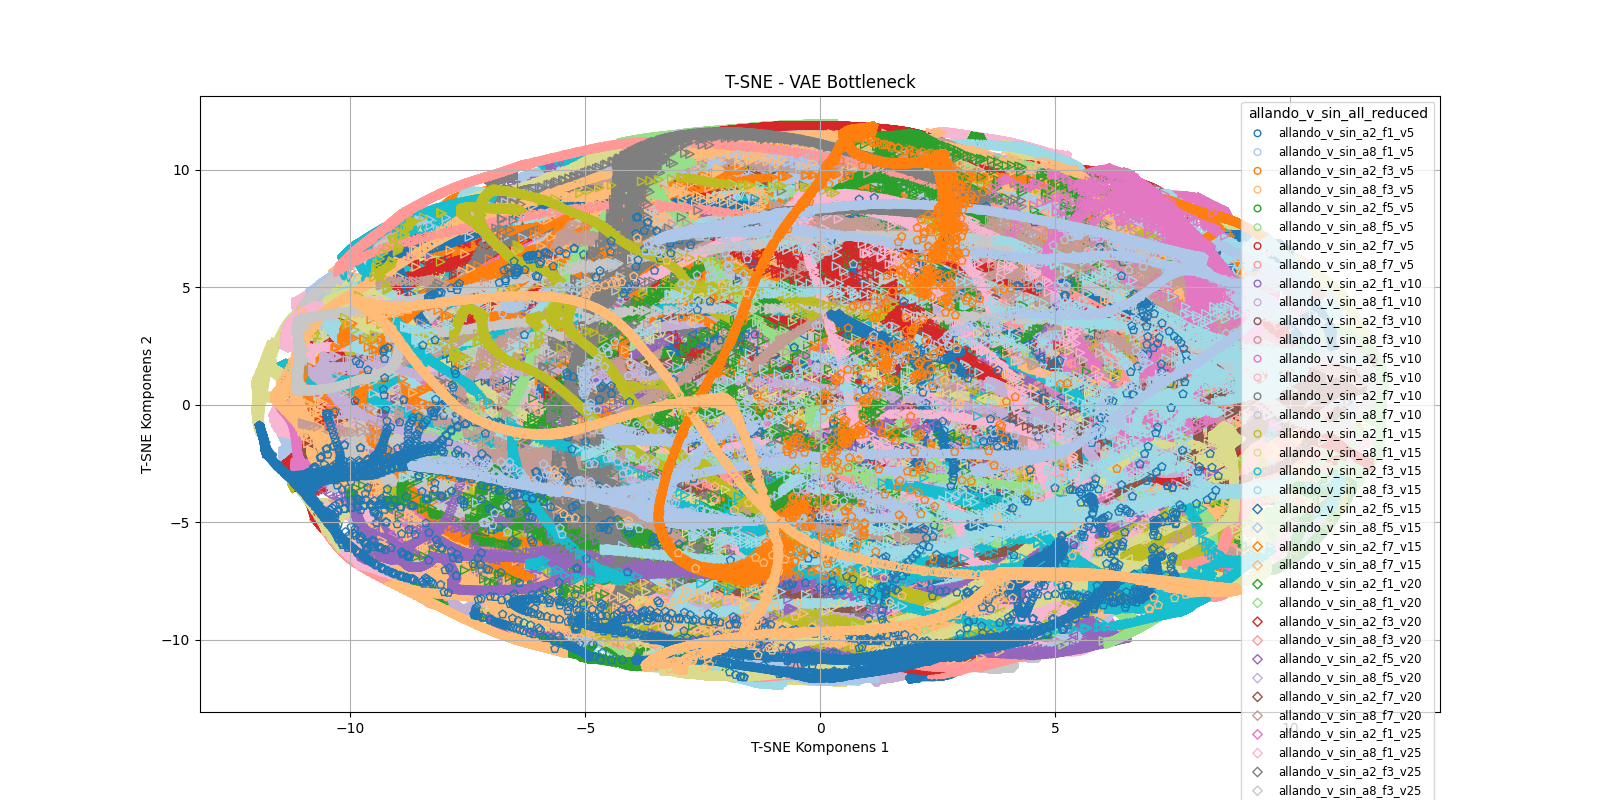 T-SNE - VAE Bottleneck
allando_v_sin_all_reduced
allando_v_sin_a2_f1_v5
allando_v_sin_a8_f1_v5
allando_v_sin_a2_f3_v5
allando_v_sin_a8_f3_v5
allando_v_sin_a2_f5_v5
allando_v_sin_a8_f5_v5
allando_v_sin_a2_f7_v5
allando_v_sin_a8_f7_v5
allando_v_sin_a2_f1_v10
allando_v_sin_a8_f1_v10
allando_v_sin_a2_f3_v10
allando_v_sin_a8_f3_v10
allando_v_sin_a2_f5_v10
allando_v_sin_a8_f5_v10
allando_v_sin_a2_f7_v10
allando_v_sin_a8_f7_v10
allando_v_sin_a2_f1_v15
allando_v_sin_a8_f1_v15
allando_v_sin_a2_f3_v15
allando_v_sin_a8_f3_v15
allando_v_sin_a2_f5_v15
allando_v_sin_a8_f5_v15
allando_v_sin_a2_f7_v15
allando_v_sin_a8_f7_v15
allando_v_sin_a2_f1_v20
allando_v_sin_a8_f1_v20
allando_v_sin_a2_f3_v20
allando_v_sin_a8_f3_v20
allando_v_sin_a2_f5_v20
allando_v_sin_a8_f5_v20
allando_v_sin_a2_f7_v20
allando_v_sin_a8_f7_v20
allando_v_sin_a2_f1_v25
allando_v_sin_a8_f1_v25
allando_v_sin_a2_f3_v25
allando_v_sin_a8_f3_v25
T-SNE Komponens 2
10
5
0
−5
−10
−10
−5
0
5
10
T-SNE Komponens 1